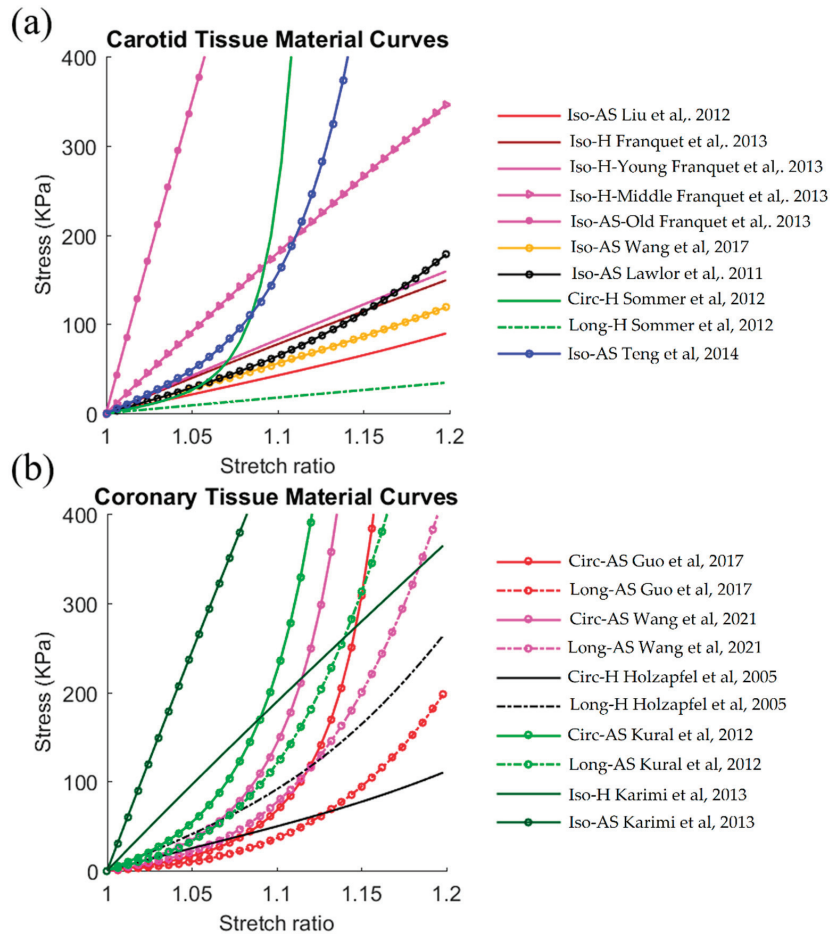 (a)
Carotid Tissue Material Curves
400
300
200
100
0
Stress (KPa)
1
1.05
1.1
1.15
1.2
Stretch ratio
Iso-AS Liu et al,. 2012
Iso-H Franquet et al,. 2013
Iso-H-Young Franquet et al,. 2013
Iso-H-Middle Franquet et al,. 2013
Iso-AS-Old Franquet et al,. 2013
Iso-AS Wang et al, 2017
Iso-AS Lawlor et al,. 2011
Circ-H Sommer et al, 2012
Long-H Sommer et al, 2012
Iso-AS Teng et al, 2014
(b)
Coronary Tissue Material Curves
400
300
200
100
0
Stress (KPa)
1
1.05
1.1
1.15
1.2
Stretch ratio
Circ-AS Guo et al, 2017
Long-AS Guo et al, 2017
Circ-AS Wang et al, 2021
Long-AS Wang et al, 2021
Circ-H Holzapfel et al, 2005
Long-H Holzapfel et al, 2005
Circ-AS Kural et al, 2012
Long-AS Kural et al, 2012
Iso-H Karimi et al, 2013
Iso-AS Karimi et al, 2013